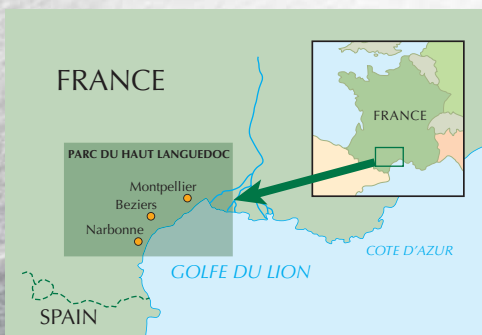 FRANCE
FRANCE
PARC DU HAUT LANGUEDOC
Montpellier
Beziers
Narbonne
COTE D'AZUR
GOLFE DU LION
SPAIN